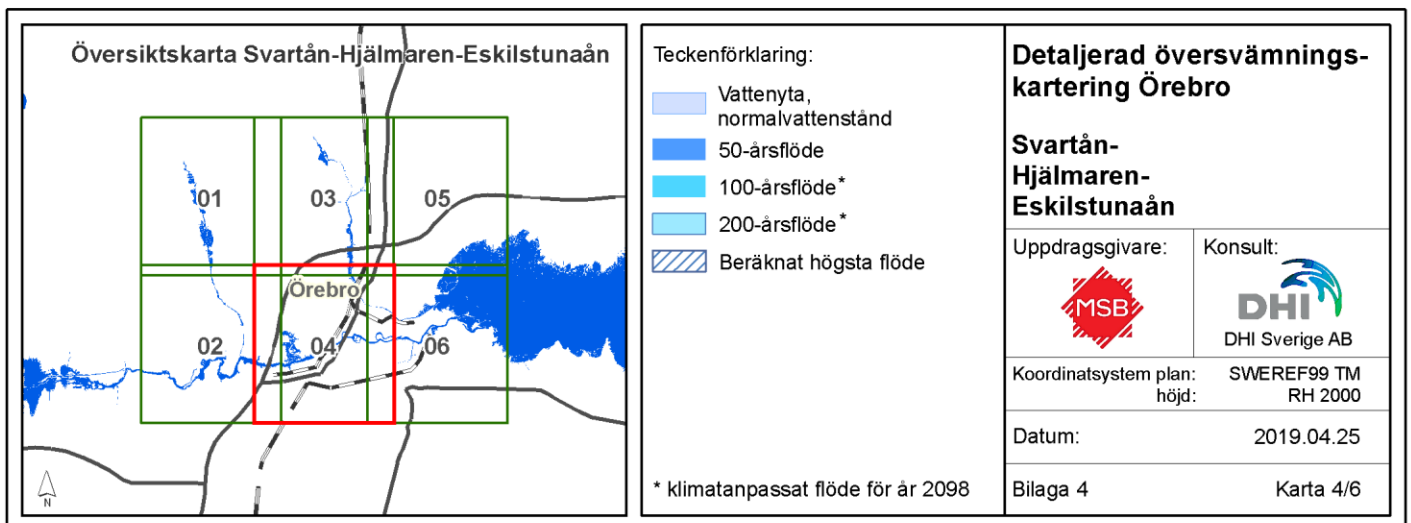 Översiktskarta Svartån-Hjälmaren-Eskilstunaån
01
03
05
Örebro
02
04
06
N
Teckenförklaring:
Vattenyta,
normalvattenstånd
50-årsflöde
100-årsflöde*
200-årsflöde*
Beräknat högsta flöde
* klimatanpassat flöde för år 2098
Detaljerad översvämnings-
kartering Örebro
Svartån-
Hjälmaren-
Eskilstunaån
Uppdragsgivare:
MSB
Konsult:
DHI
DHI Sverige AB
Koordinatsystem plan: SWEREF99 TM
höjd: RH 2000
Datum: 2019.04.25
Bilaga 4 Karta 4/6